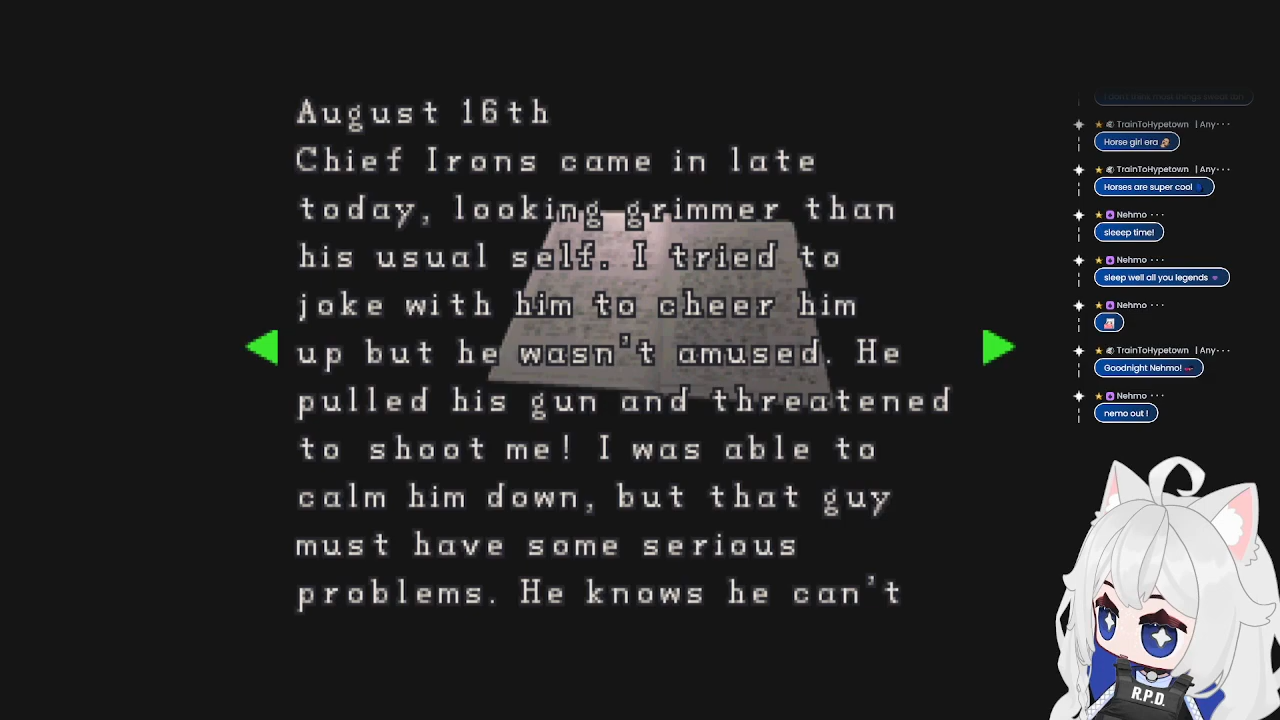 August 16th
Chief Irons came in late
today, looking grimmer than
his usual self. I tried to
joke with him to cheer him
up but he wasn't amused. He
pulled his gun and threatened
to shoot me! I was able to
calm him down, but that guy
must have some serious
problems. He knows he can't
TrainToHypetown | Any···
Horse girl era
TrainToHypetown | Any···
Horses are super cool
Nehmo ···
sleeep time!
Nehmo ···
sleep well all you legends
Nehmo ···
TrainToHypetown | Any···
Goodnight Nehmo!
Nehmo ···
nemo out !
R.P.D.